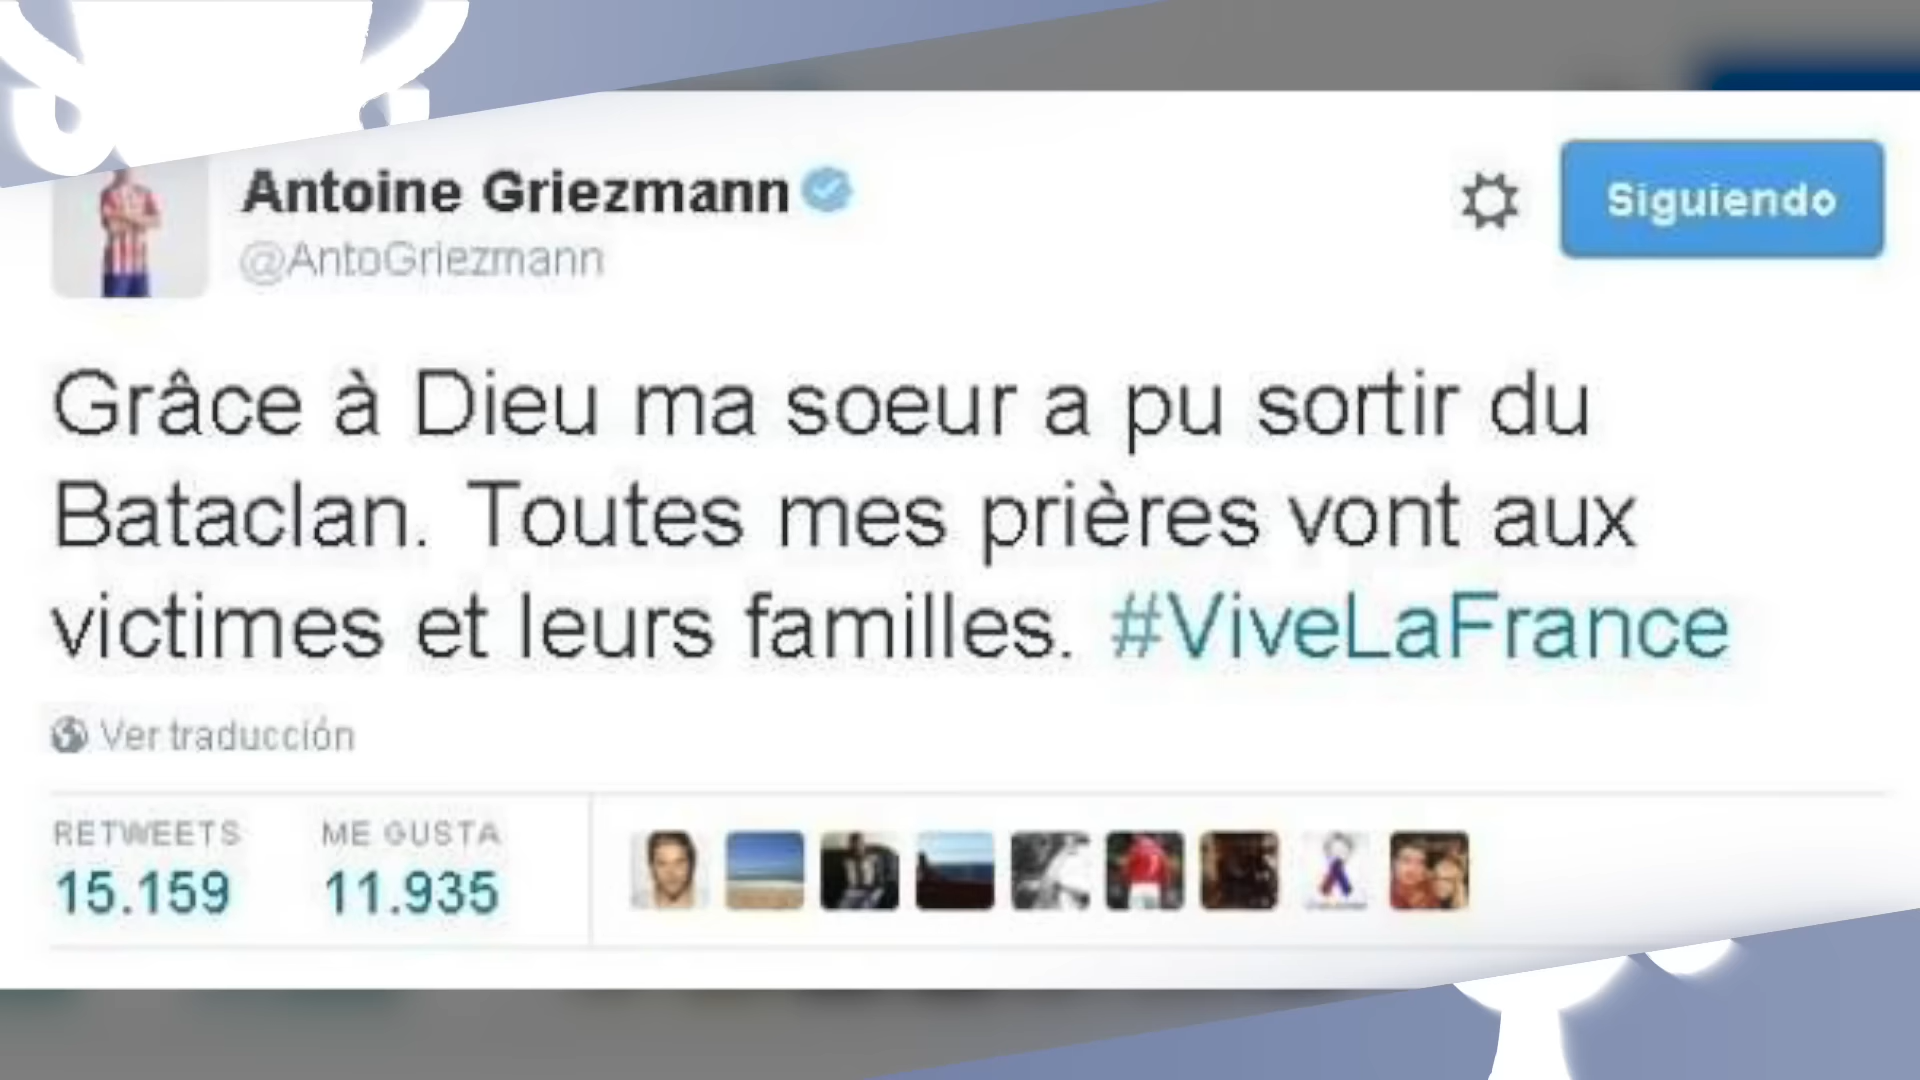 Antoine Griezmann
@AntoGriezmann
Siguiendo
Grâce à Dieu ma soeur a pu sortir du
Bataclan. Toutes mes prières vont aux
victimes et leurs familles. #ViveLaFrance
Ver traducción
RETWEETS ME GUSTA
15.159 11.935